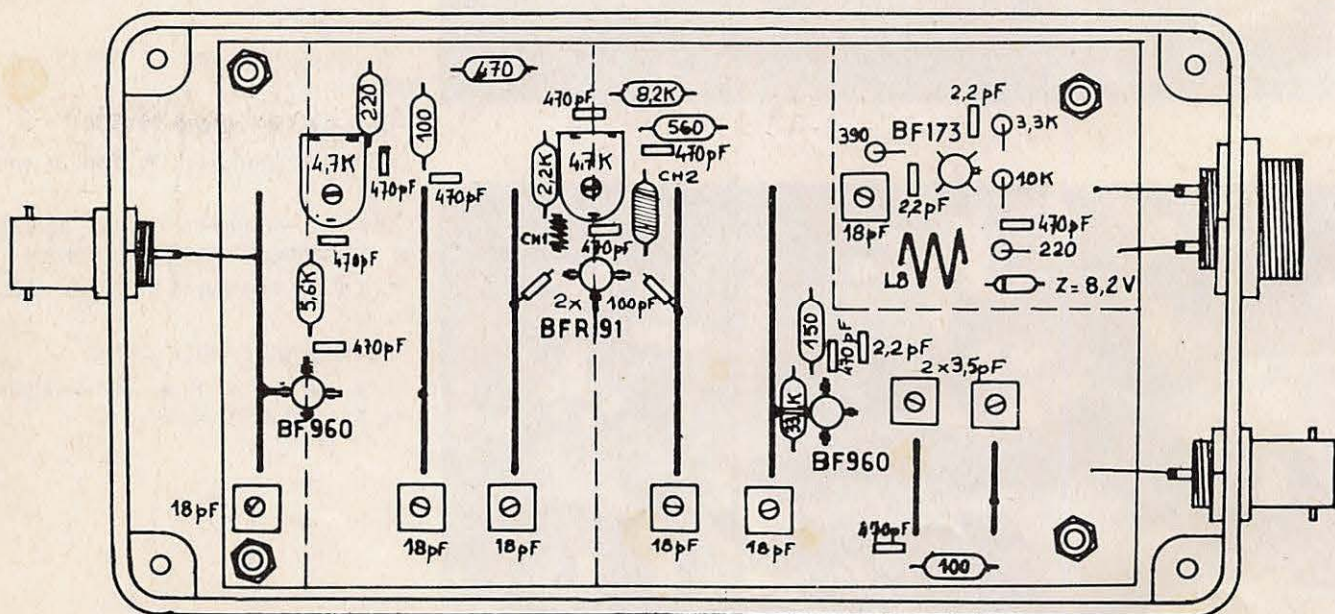 470
220
100
470pF
8,2K
560
470pF
CH2
2,2pF
BF173
3,3K
390
10K
2,2pF
18pF
470pF
220
L8
Z=8,2V
4,7K
470pF
470pF
2,2K
4,7K
CH1
470pF
470pF
5,6K
2x
100pF
BFR 91
470pF
BF960
150
470pF
2,2pF
2x3,5pF
33K
BF960
18pF
18pF
18pF
18pF
18pF
470pF
100